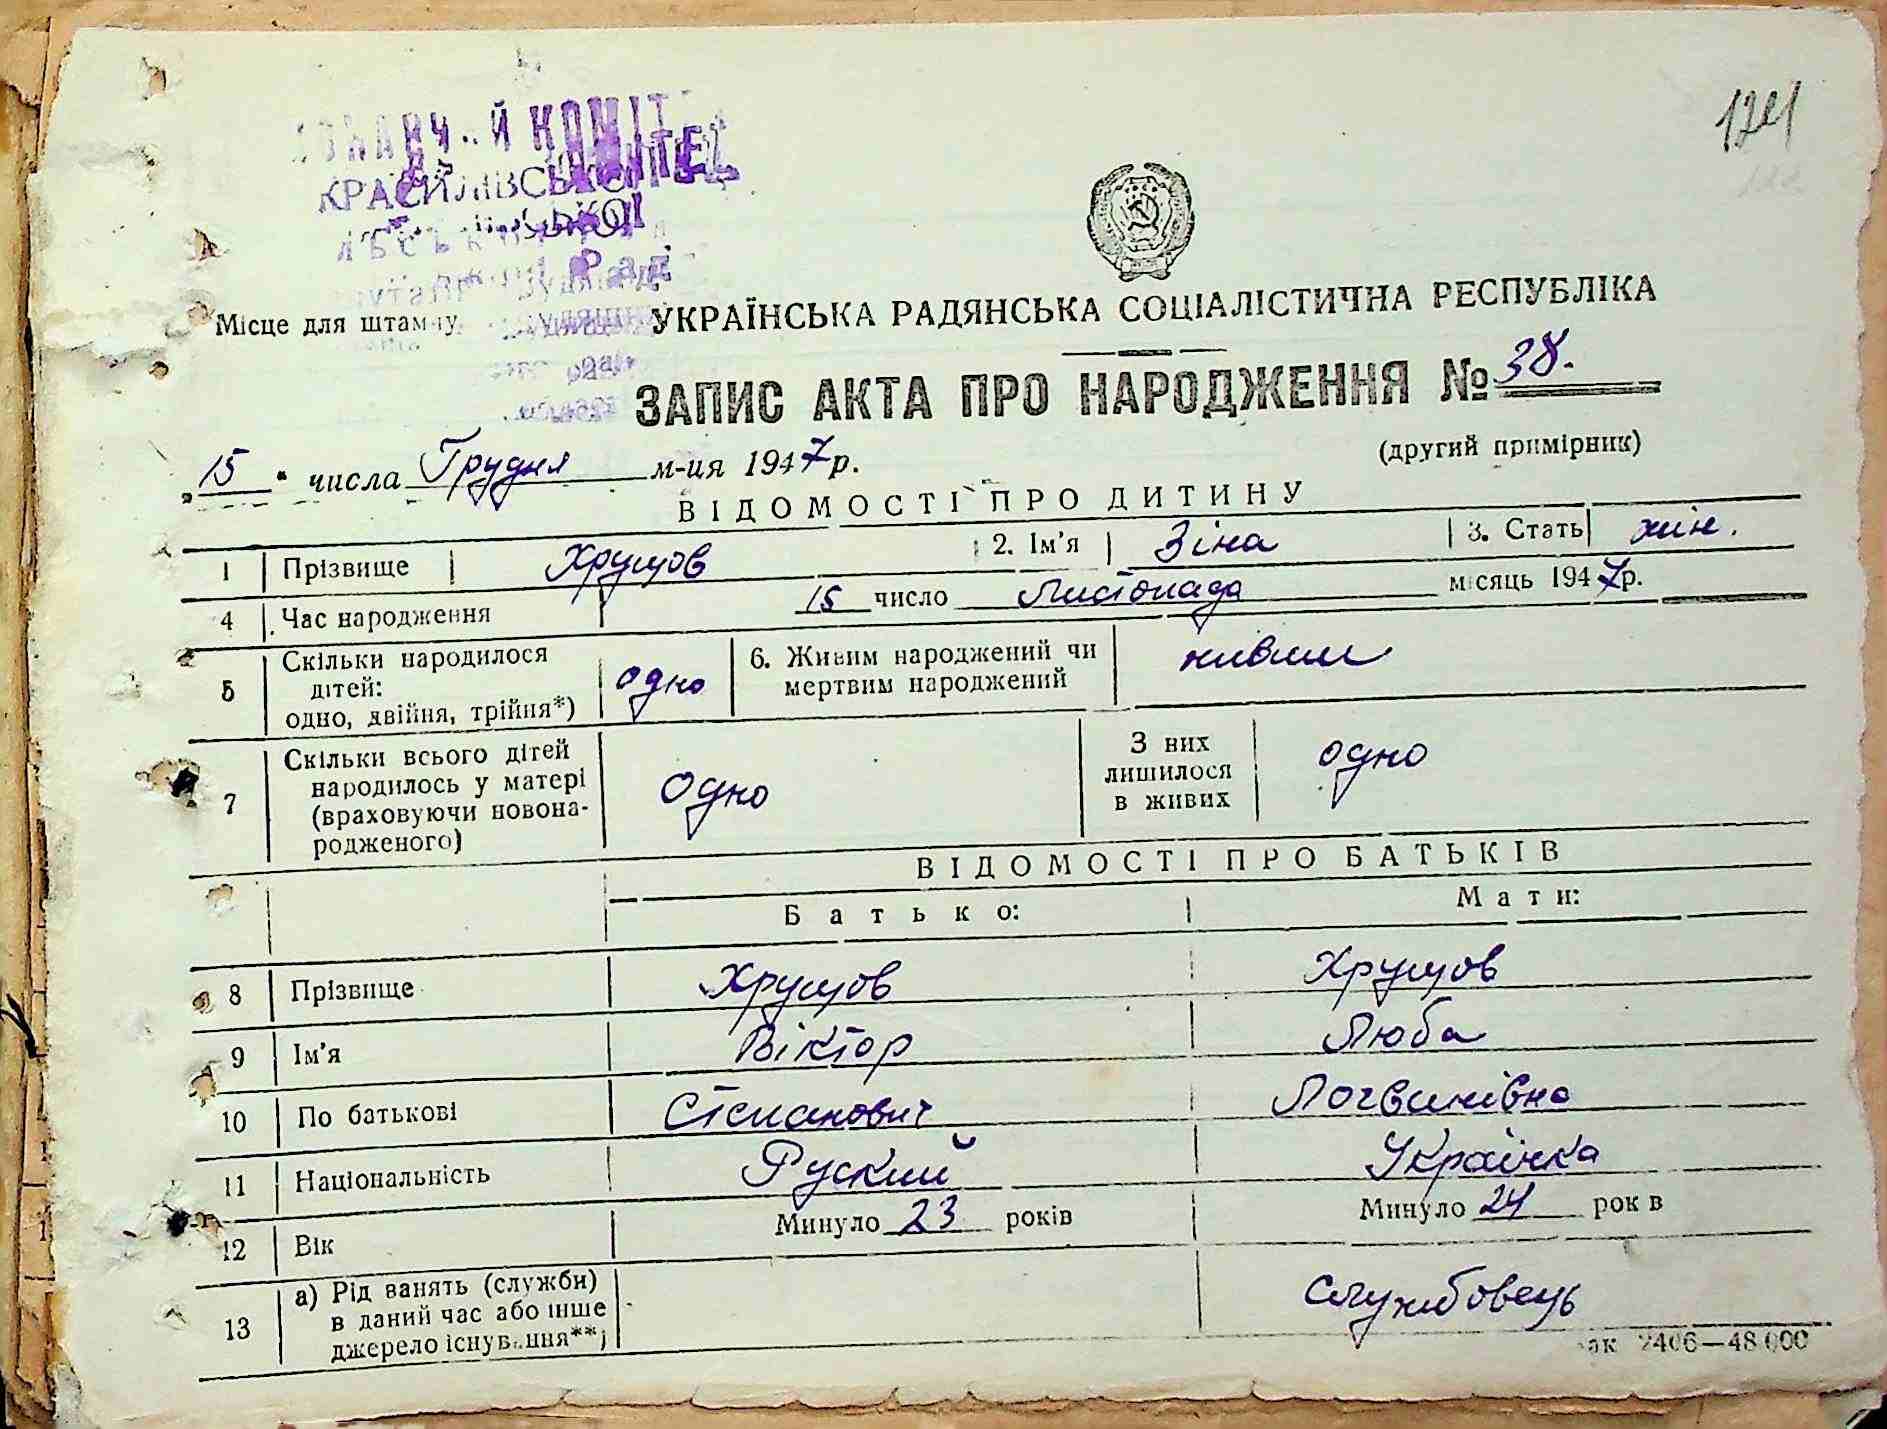 КОМІТЕТ
КРАСИЛІВСЬКОЇ
Місце для штампу
УКРАЇНСЬКА РАДЯНСЬКА СОЦІАЛІСТИЧНА РЕСПУБЛІКА
ЗАПИС АКТА ПРО НАРОДЖЕННЯ № 38.
(другий примірник)
„15“ числа Грудня м-ця 1947 р.
ВІДОМОСТІ ПРО ДИТИНУ
1 Прізвище Хрущов 2. Ім'я Зіна 3. Стать жін.
4 Час народження 15 число Листопада місяць 1947 р.
5 Скільки народилося дітей: одно, двійня, трійня*) одно 6. Живим народжений чи мертвим народжений живим
7 Скільки всього дітей народилось у матері (враховуючи новонародженого) Одно З них лишилося в живих одно
ВІДОМОСТІ ПРО БАТЬКІВ
Батько: Мати:
8 Прізвище Хрущов Хрущов
9 Ім'я Віктор Люба
10 По батькові Степанович Логвинівна
11 Національність Руский Українка
12 Вік Минуло 23 років Минуло 24 років
13 а) Рід занять (служби) в даний час або інше джерело існування**) Службовець
Зак 2406—48.000